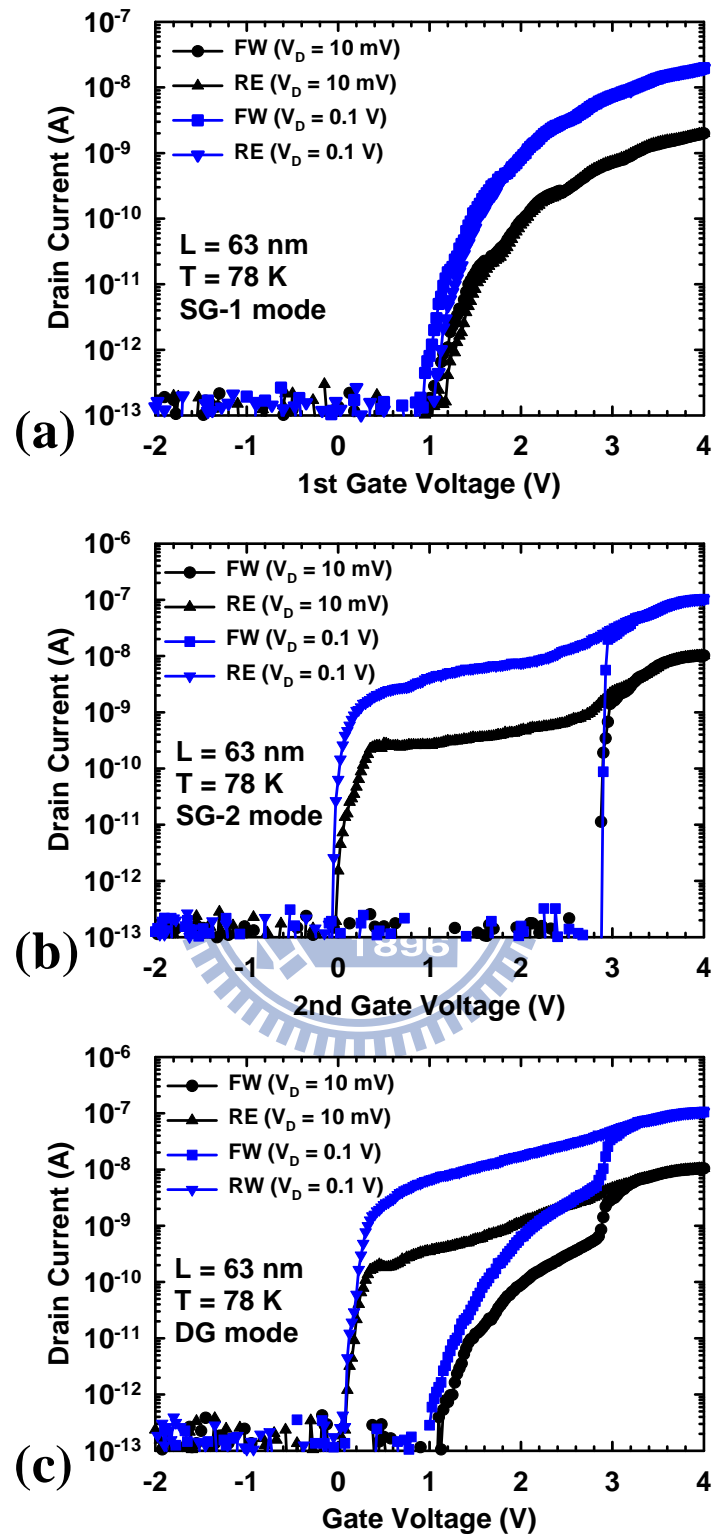 10⁻⁷
FW (V_D = 10 mV)
RE (V_D = 10 mV)
FW (V_D = 0.1 V)
RE (V_D = 0.1 V)
10⁻⁸
10⁻⁹
10⁻¹⁰
10⁻¹¹
10⁻¹²
10⁻¹³
Drain Current (A)
L = 63 nm
T = 78 K
SG-1 mode
(a)
-2 -1 0 1 2 3 4
1st Gate Voltage (V)
10⁻⁶
FW (V_D = 10 mV)
RE (V_D = 10 mV)
FW (V_D = 0.1 V)
RE (V_D = 0.1 V)
10⁻⁷
10⁻⁸
10⁻⁹
10⁻¹⁰
10⁻¹¹
10⁻¹²
10⁻¹³
Drain Current (A)
L = 63 nm
T = 78 K
SG-2 mode
1896
(b)
-2 -1 0 1 2 3 4
2nd Gate Voltage (V)
10⁻⁶
FW (V_D = 10 mV)
RE (V_D = 10 mV)
FW (V_D = 0.1 V)
RW (V_D = 0.1 V)
10⁻⁷
10⁻⁸
10⁻⁹
10⁻¹⁰
10⁻¹¹
10⁻¹²
10⁻¹³
Drain Current (A)
L = 63 nm
T = 78 K
DG mode
(c)
-2 -1 0 1 2 3 4
Gate Voltage (V)